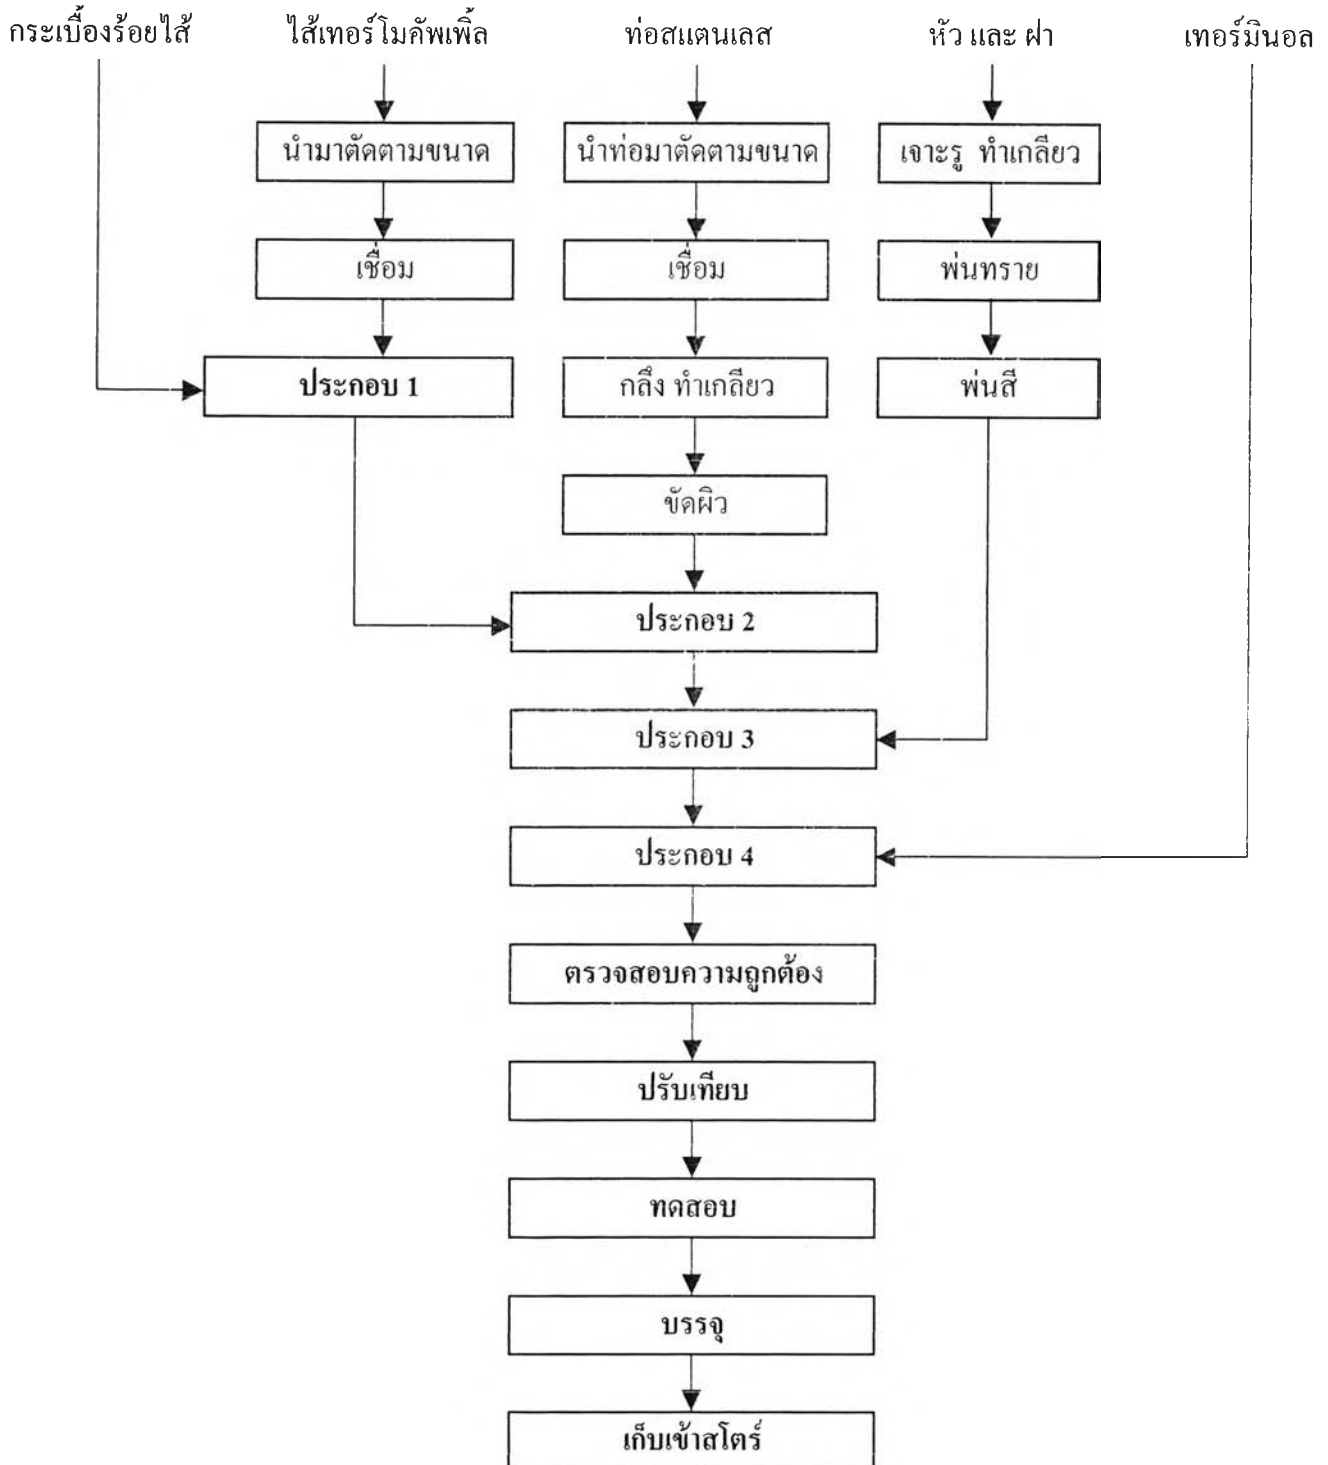 กระเบื้องร้อยไส้ ไส้เทอร์โมคัพเพิ้ล ท่อสแตนเลส หัว และ ฝา เทอร์มินอล
นำมาตัดตามขนาด นำท่อมาตัดตามขนาด เจาะรู ทำเกลียว
เชื่อม เชื่อม พ่นทราย
ประกอบ 1 กลึง ทำเกลียว พ่นสี
ขัดผิว
ประกอบ 2
ประกอบ 3
ประกอบ 4
ตรวจสอบความถูกต้อง
ปรับเทียบ
ทดสอบ
บรรจุ
เก็บเข้าสโตร์